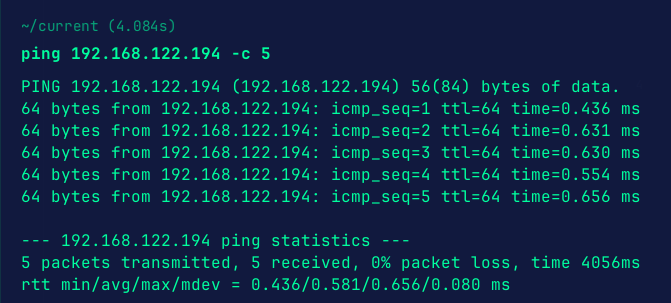 ~/current (4.084s)
ping 192.168.122.194 -c 5
PING 192.168.122.194 (192.168.122.194) 56(84) bytes of data.
64 bytes from 192.168.122.194: icmp_seq=1 ttl=64 time=0.436 ms
64 bytes from 192.168.122.194: icmp_seq=2 ttl=64 time=0.631 ms
64 bytes from 192.168.122.194: icmp_seq=3 ttl=64 time=0.630 ms
64 bytes from 192.168.122.194: icmp_seq=4 ttl=64 time=0.554 ms
64 bytes from 192.168.122.194: icmp_seq=5 ttl=64 time=0.656 ms
--- 192.168.122.194 ping statistics ---
5 packets transmitted, 5 received, 0% packet loss, time 4056ms
rtt min/avg/max/mdev = 0.436/0.581/0.656/0.080 ms